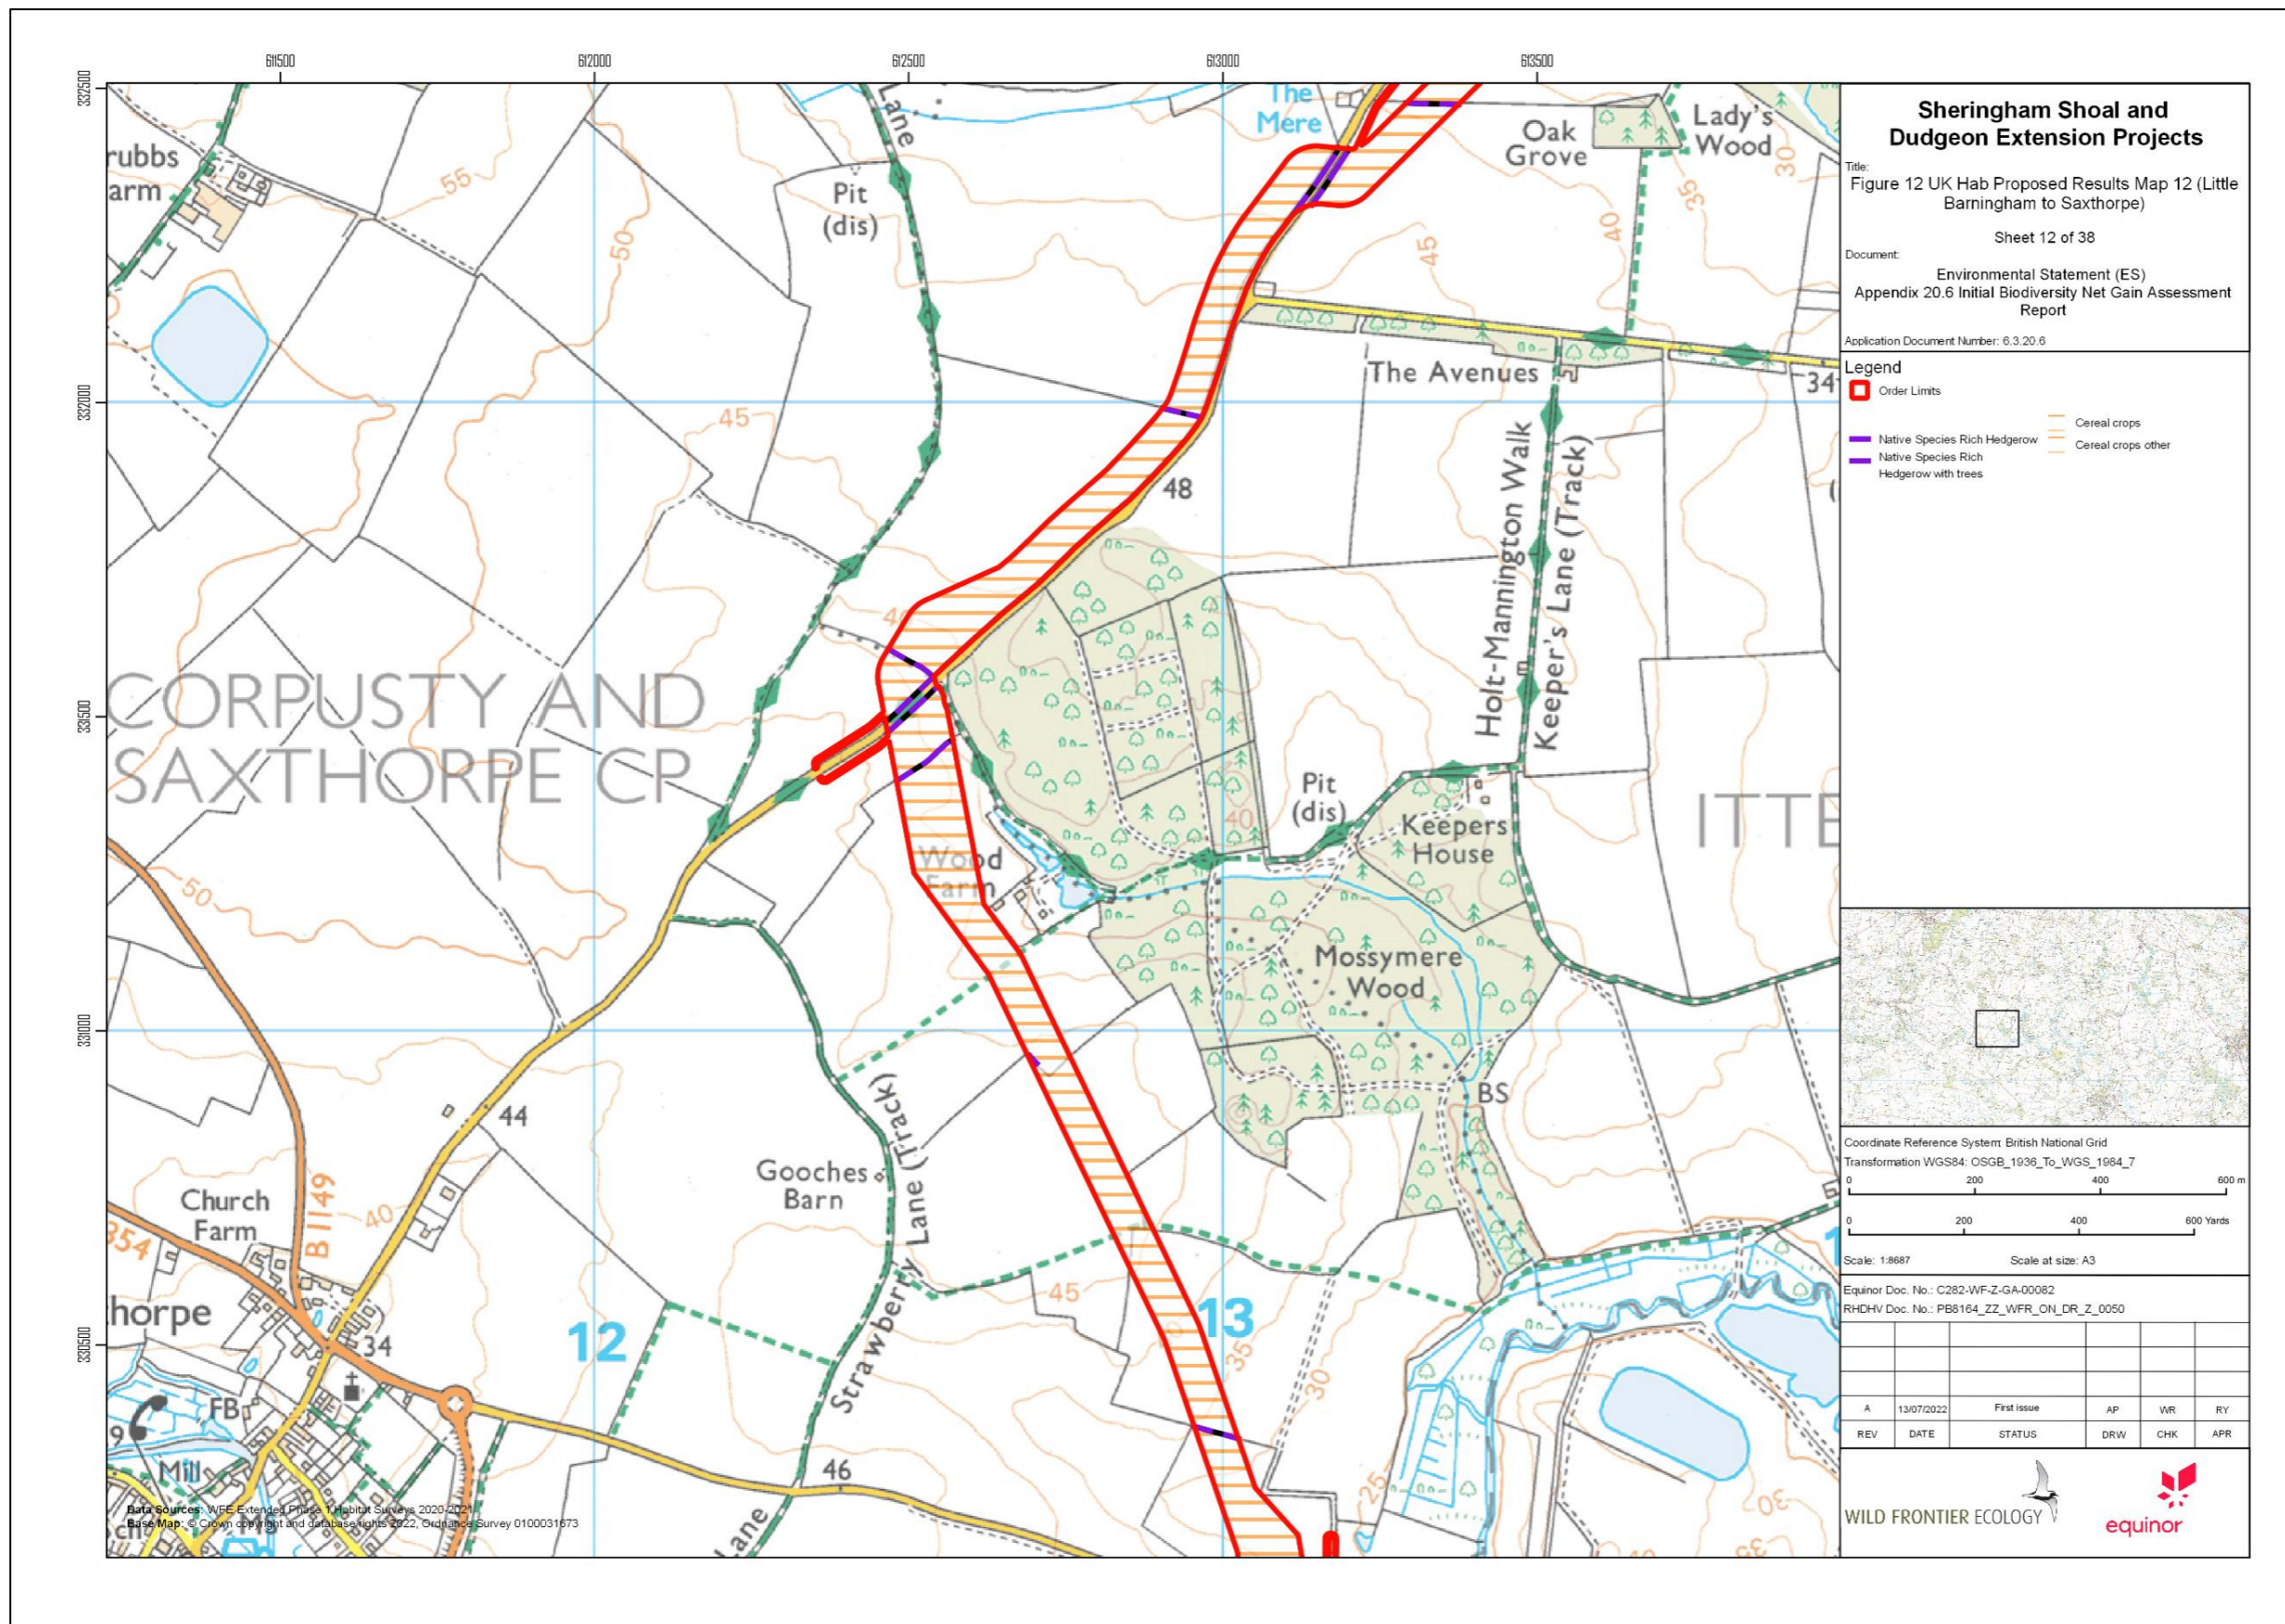 611500
612000
612500
613000
613500
332500
332000
331500
331000
330500
rubbs
arm
55
50
Pit
(dis)
Lane
The
Mere
Oak
Grove
Lady's
Wood
30
35
40
45
The Avenues
34
45
48
Holt-Mannington Walk
Keeper's Lane (Track)
CORPUSTY AND
SAXTHORPE CP
Pit
(dis)
40
Keepers
House
ITTE
Wood
Farm
50
Mossymere
Wood
BS
44
Church
Farm
B1149
40
354
Gooches
Barn
Strawberry Lane (Track)
45
horpe
12
13
34
35
30
FB
9
Mill
46
25
30
35
Lane
Data Sources: WFE Extended Phase 1 Habitat Surveys 2020-2021
Base Map: © Crown copyright and database rights 2022, Ordnance Survey 0100031673
Sheringham Shoal and
Dudgeon Extension Projects
Title:
Figure 12 UK Hab Proposed Results Map 12 (Little
Barningham to Saxthorpe)
Sheet 12 of 38
Document:
Environmental Statement (ES)
Appendix 20.6 Initial Biodiversity Net Gain Assessment
Report
Application Document Number: 6.3.20.6
Legend
Order Limits
Native Species Rich Hedgerow
Native Species Rich
Hedgerow with trees
Cereal crops
Cereal crops other
Coordinate Reference System: British National Grid
Transformation WGS84: OSGB_1936_To_WGS_1984_7
0 200 400 600 m
0 200 400 600 Yards
Scale: 1:8687 Scale at size: A3
Equinor Doc. No.: C282-WF-Z-GA-00082
RHDHV Doc. No.: PB8164_ZZ_WFR_ON_DR_Z_0050
A 13/07/2022 First issue AP WR RY
REV DATE STATUS DRW CHK APR
WILD FRONTIER ECOLOGY
equinor